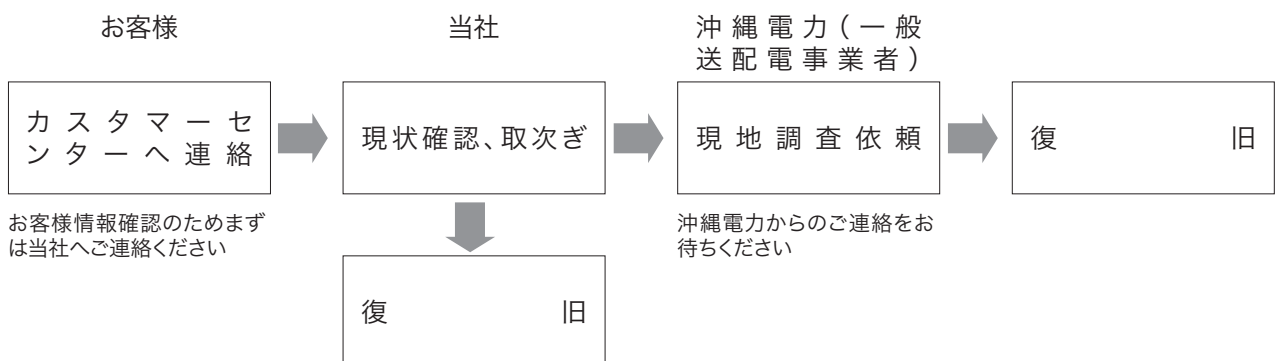 お客様
当社
沖縄電力(一般
送配電事業者)
カスタマーセ
ンターへ連絡
現状確認、取次ぎ
現地調査依頼
復旧
お客様情報確認のためまず
は当社へご連絡ください
沖縄電力からのご連絡をお
待ちください
復旧